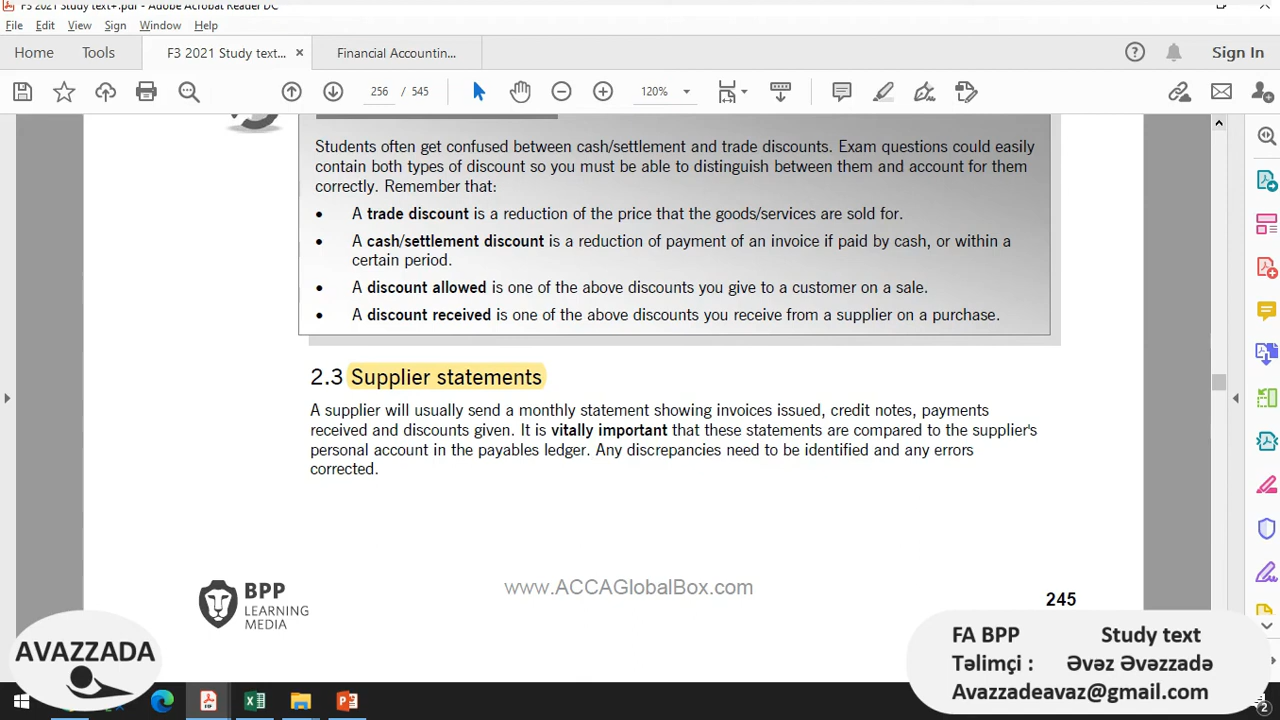 F3 2021 Study text+.pdf - Adobe Acrobat Reader DC
File Edit View Sign Window Help
Home Tools F3 2021 Study text... × Financial Accountin... Sign In
256 / 545 120%
Students often get confused between cash/settlement and trade discounts. Exam questions could easily
contain both types of discount so you must be able to distinguish between them and account for them
correctly. Remember that:
• A trade discount is a reduction of the price that the goods/services are sold for.
• A cash/settlement discount is a reduction of payment of an invoice if paid by cash, or within a
certain period.
• A discount allowed is one of the above discounts you give to a customer on a sale.
• A discount received is one of the above discounts you receive from a supplier on a purchase.
2.3 Supplier statements
A supplier will usually send a monthly statement showing invoices issued, credit notes, payments
received and discounts given. It is vitally important that these statements are compared to the supplier's
personal account in the payables ledger. Any discrepancies need to be identified and any errors
corrected.
BPP
LEARNING
MEDIA
www.ACCAGlobalBox.com
245
AVAZZADA
FA BPP Study text
Təlimçi : Əvəz Əvəzzadə
Avazzadeavaz@gmail.com
2